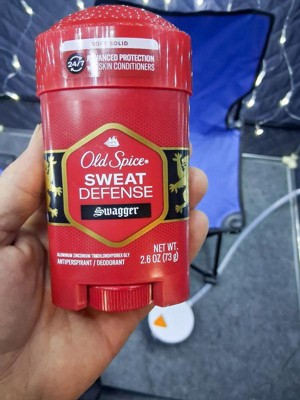 SOFT SOLID
24/7
ADVANCED PROTECTION
SKIN CONDITIONERS
Old Spice
SWEAT
DEFENSE
Swagger
ALUMINUM ZIRCONIUM TRICHLOROHYDREX GLY
ANTIPERSPIRANT / DEODORANT
NET WT.
2.6 OZ (73 g)